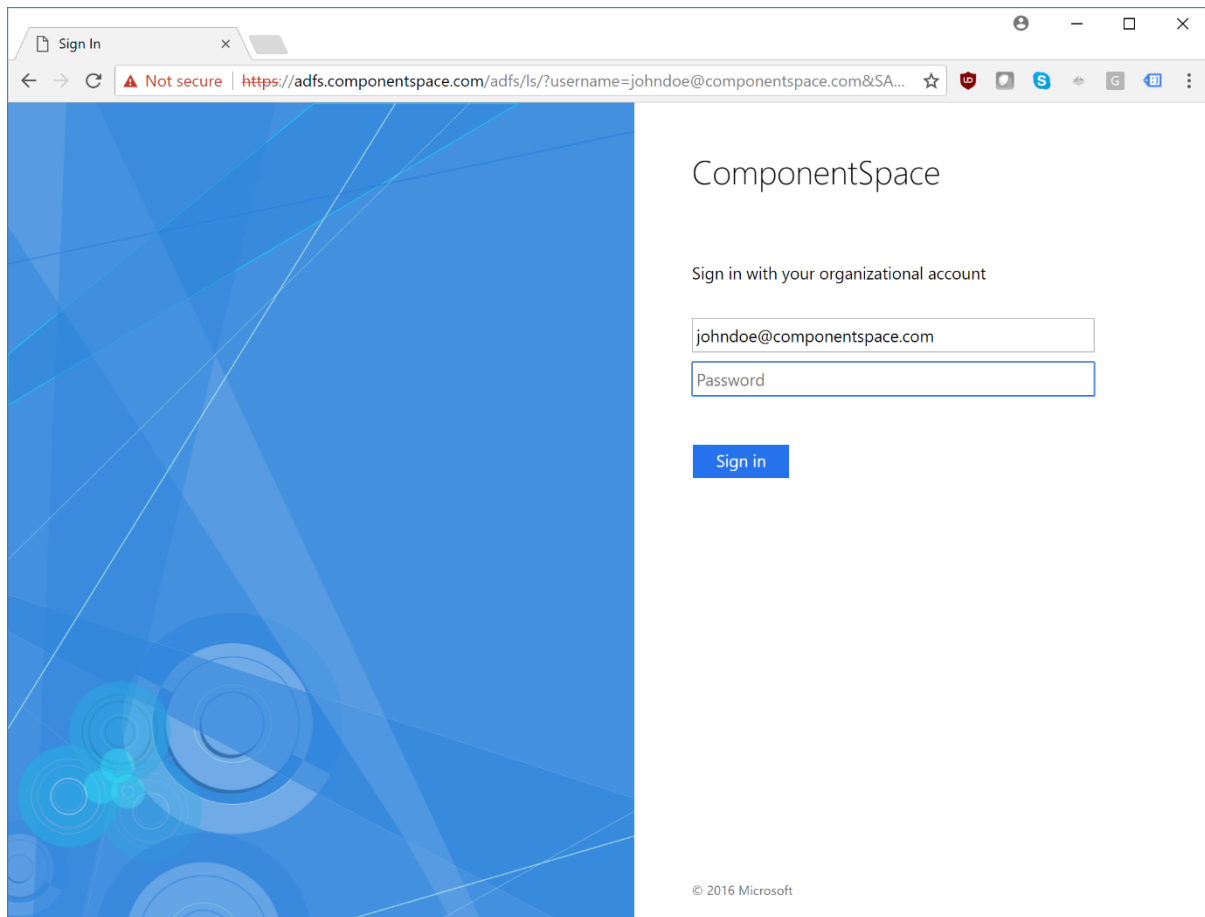 Sign In
Not secure | https://adfs.componentspace.com/adfs/ls/?username=johndoe@componentspace.com&SA...
ComponentSpace
Sign in with your organizational account
johndoe@componentspace.com
Password
Sign in
© 2016 Microsoft